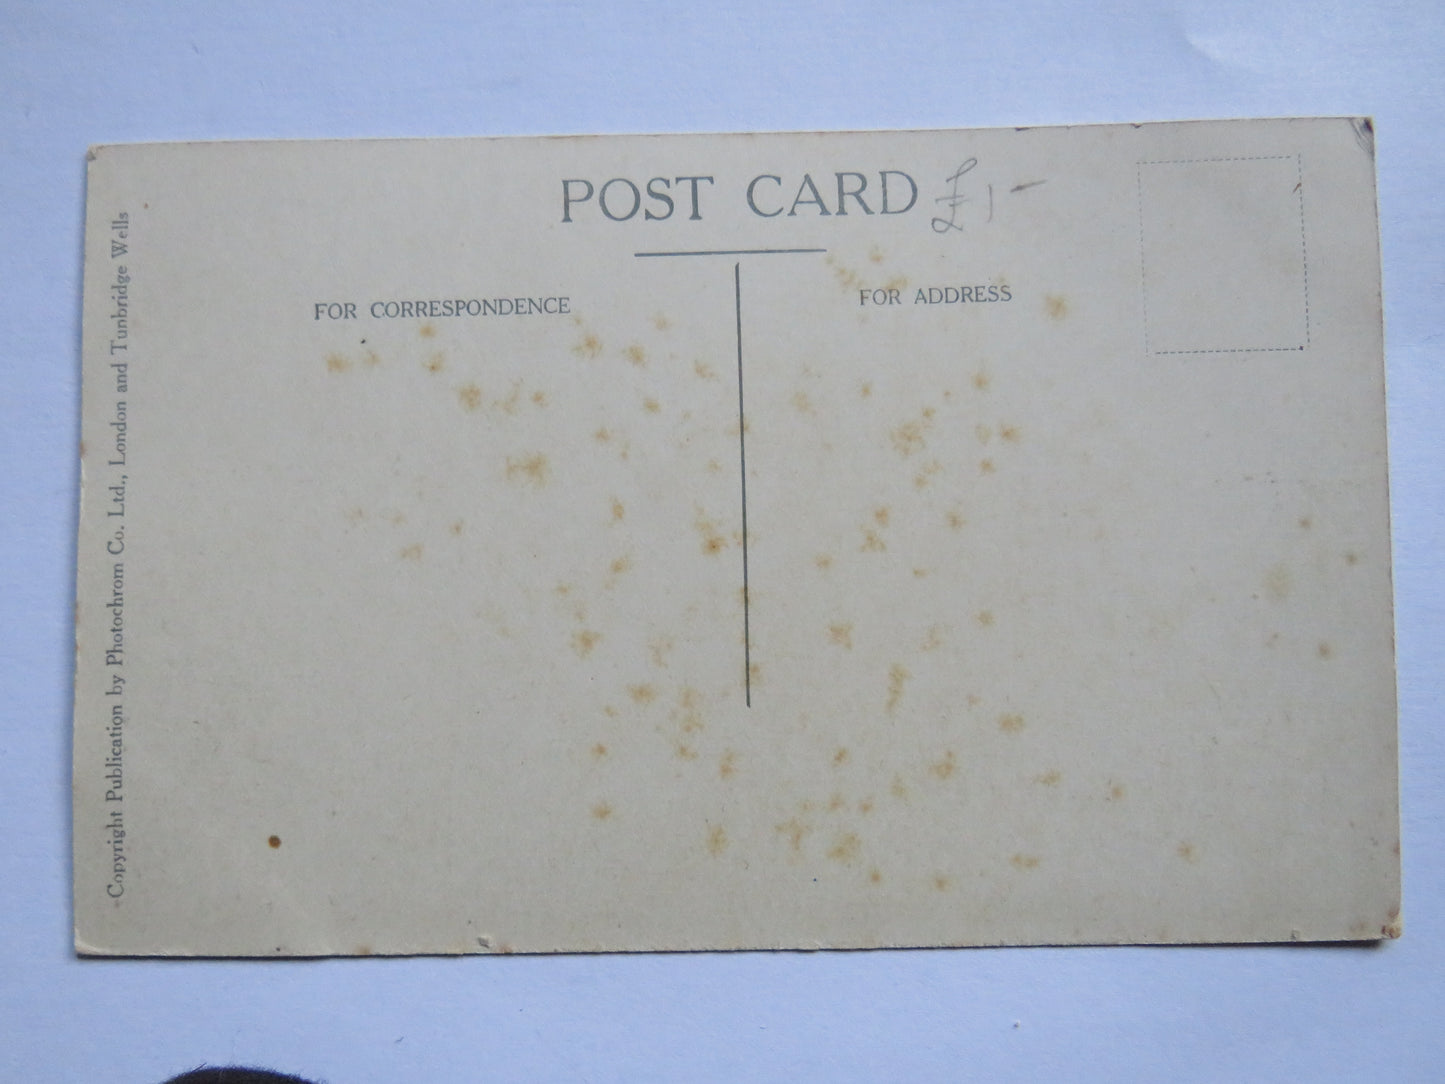 POST CARD £1-
FOR CORRESPONDENCE
FOR ADDRESS
Copyright Publication by Photochrom Co. Ltd., London and Tunbridge Wells